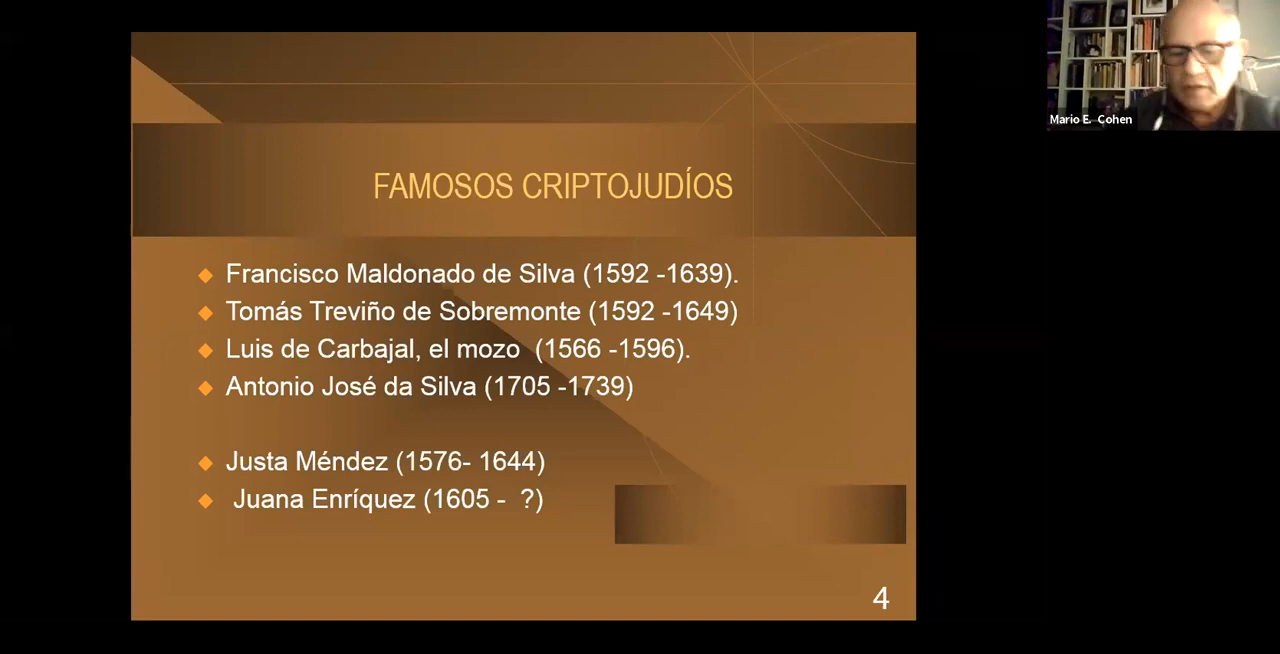 FAMOSOS CRIPTOJUDÍOS
Francisco Maldonado de Silva (1592 -1639).
Tomás Treviño de Sobremonte (1592 -1649)
Luis de Carbajal, el mozo (1566 -1596).
Antonio José da Silva (1705 -1739)
Justa Méndez (1576- 1644)
Juana Enríquez (1605 - ?)
4
Mario E. Cohen